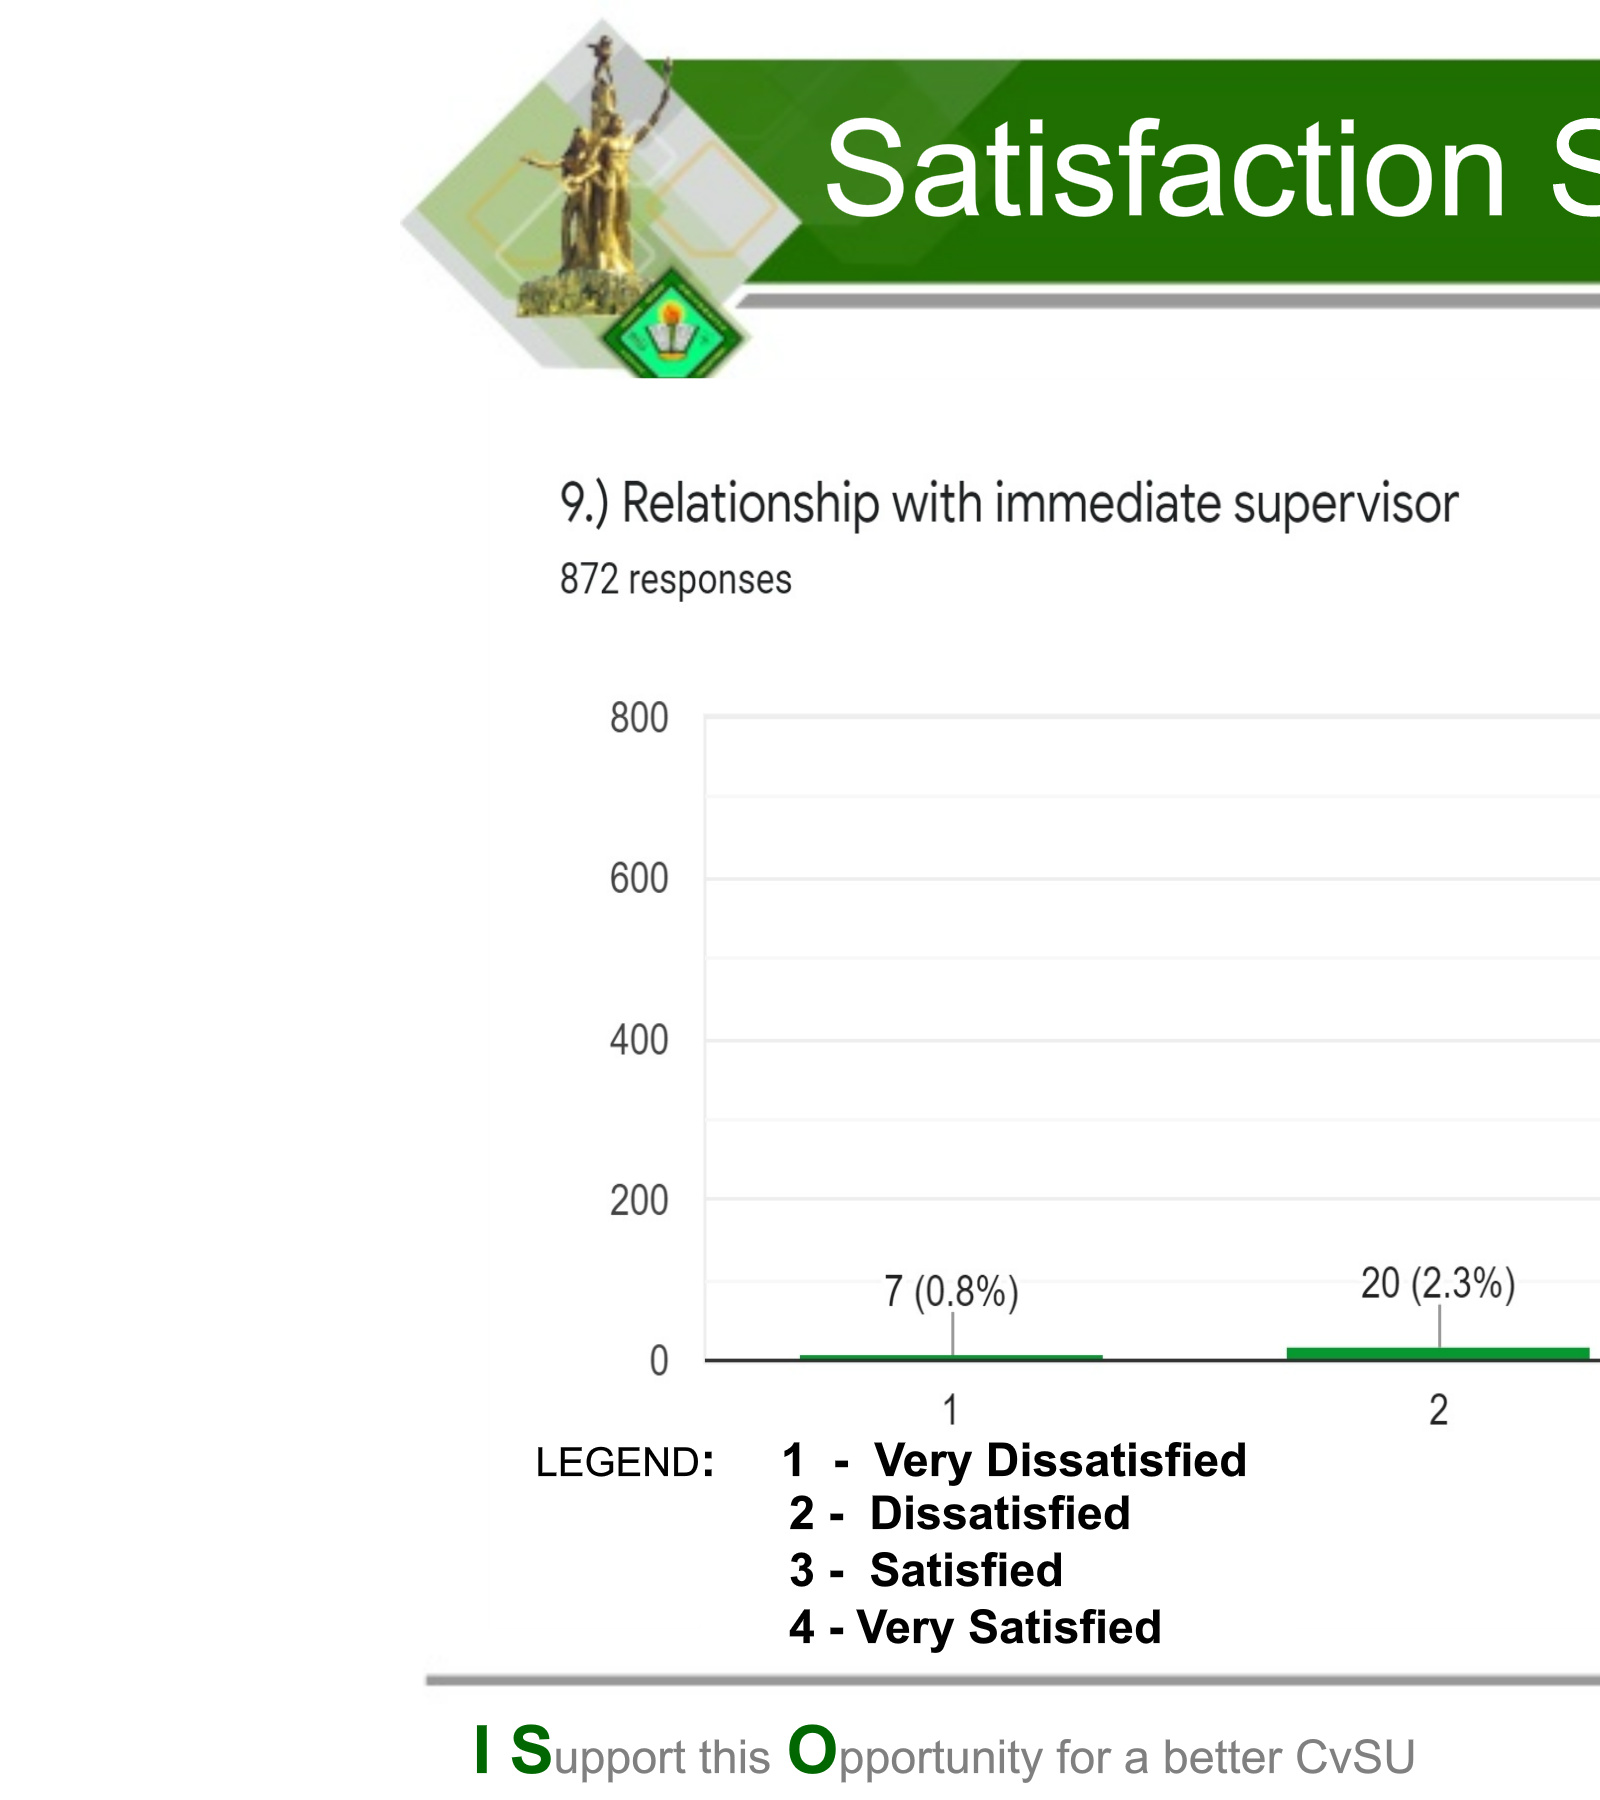 Satisfaction S
9.) Relationship with immediate supervisor
872 responses
800
600
400
200
0
7 (0.8%)
20 (2.3%)
1
2
LEGEND: 1 - Very Dissatisfied
2 - Dissatisfied
3 - Satisfied
4 - Very Satisfied
I Support this Opportunity for a better CvSU